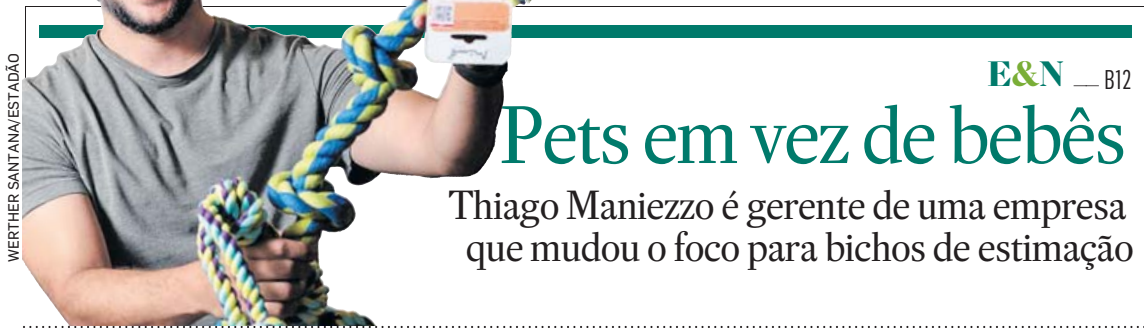 WERTHER SANTANA/ESTADÃO
E&N __ B12
Pets em vez de bebês
Thiago Maniezzo é gerente de uma empresa
que mudou o foco para bichos de estimação